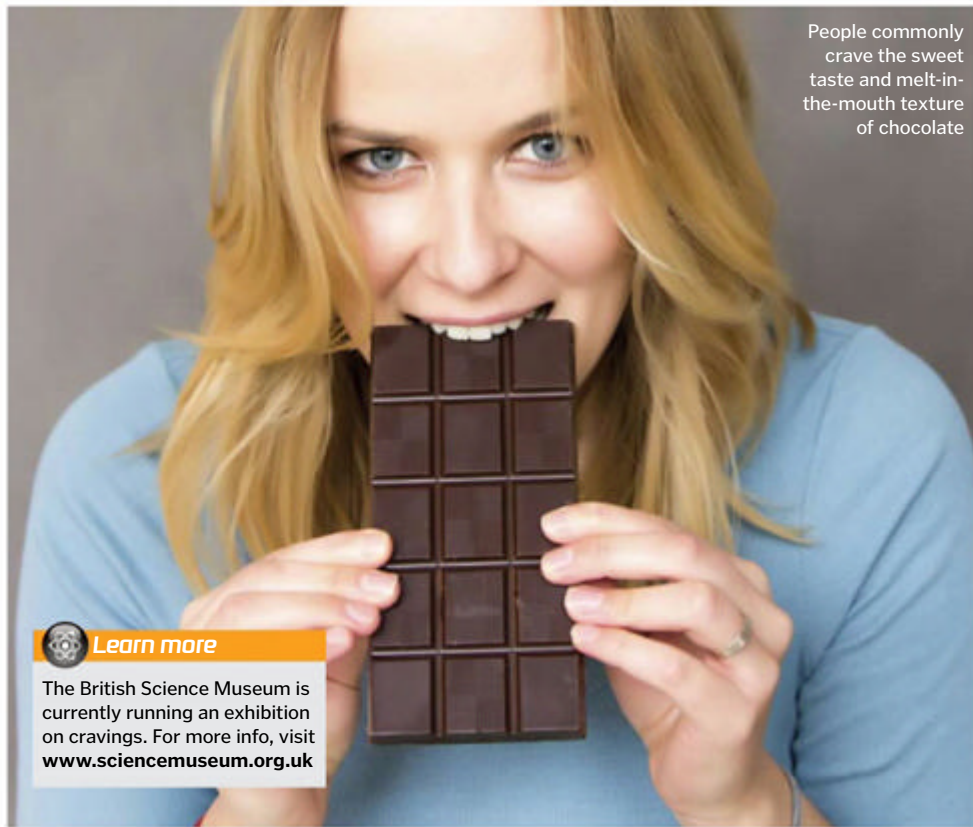 People commonly
crave the sweet
taste and melt-in-
the-mouth texture
of chocolate
Learn more
The British Science Museum is
currently running an exhibition
on cravings. For more info, visit
www.sciencemuseum.org.uk